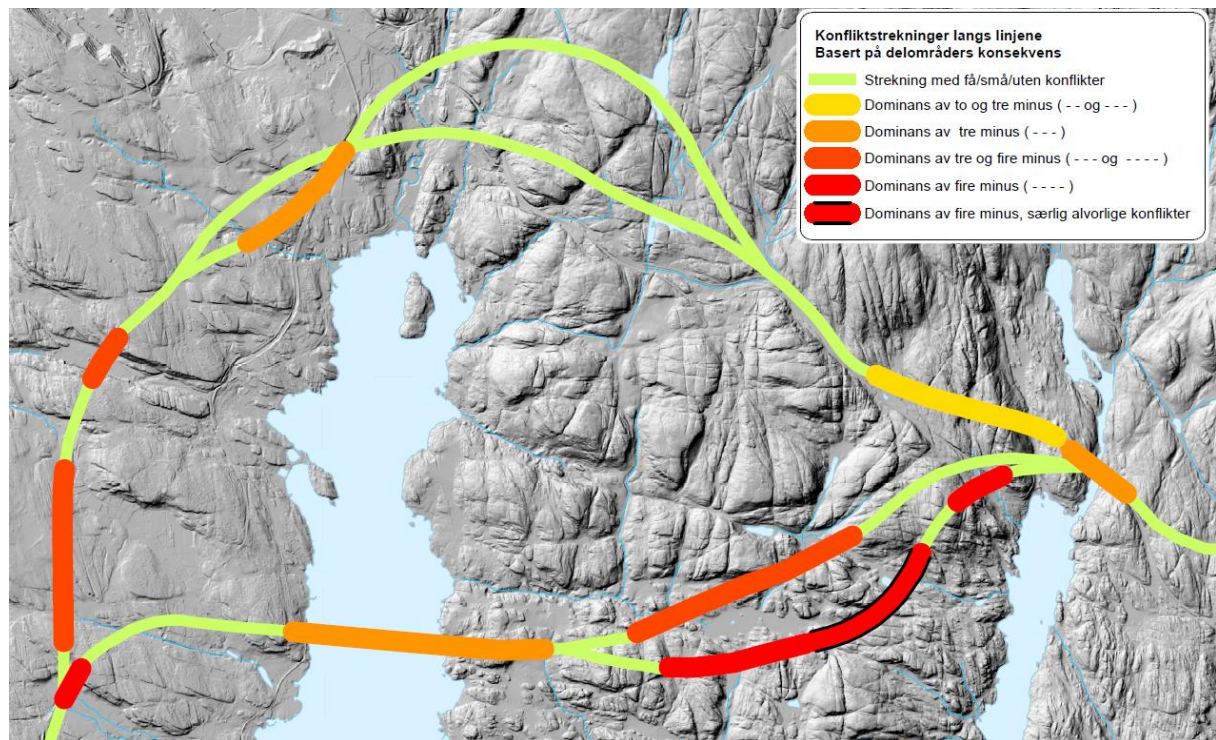 Konfliktstrekninger langs linjene
Basert på delområders konsekvens
Strekning med få/små/uten konflikter
Dominans av to og tre minus ( - - og - - - )
Dominans av tre minus ( - - - )
Dominans av tre og fire minus ( - - - og - - - - )
Dominans av fire minus ( - - - - )
Dominans av fire minus, særlig alvorlige konflikter